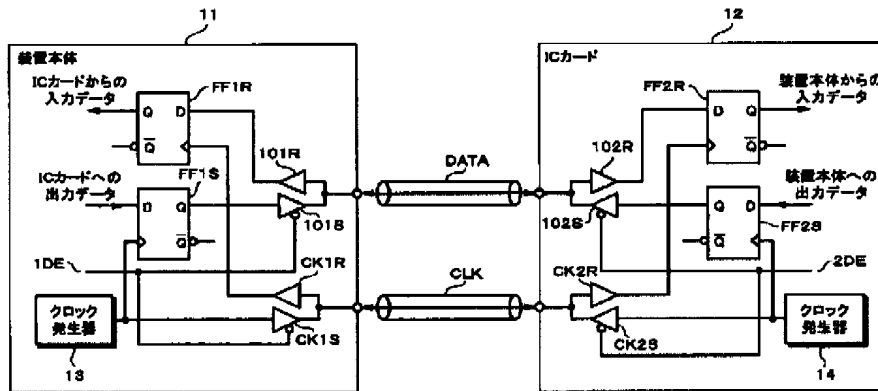 11
12
装置本体
ICカード
ICカードからの
入力データ
FF1R
Q D
Q
ICカードへの
出力データ
FF1S
D Q
Q
101R
101S
1DE
CK1R
CK1S
クロック
発生器
13
DATA
CLK
FF2R
D Q
Q
装置本体からの
入力データ
102R
102S
装置本体への
出力データ
Q D
Q
FF2S
2DE
CK2R
CK2S
クロック
発生器
14